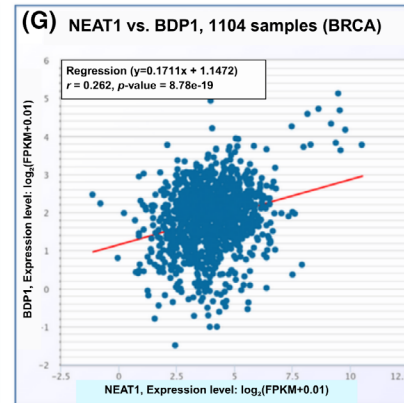 (G) NEAT1 vs. BDP1, 1104 samples (BRCA)
Regression (y=0.1711x + 1.1472)
r = 0.262, p-value = 8.78e-19
BDP1, Expression level: log₂(FPKM+0.01)
6
5
4
3
2
1
0
-1
-2
-2.5 0 2.5 5 7.5 10 12.
NEAT1, Expression level: log₂(FPKM+0.01)